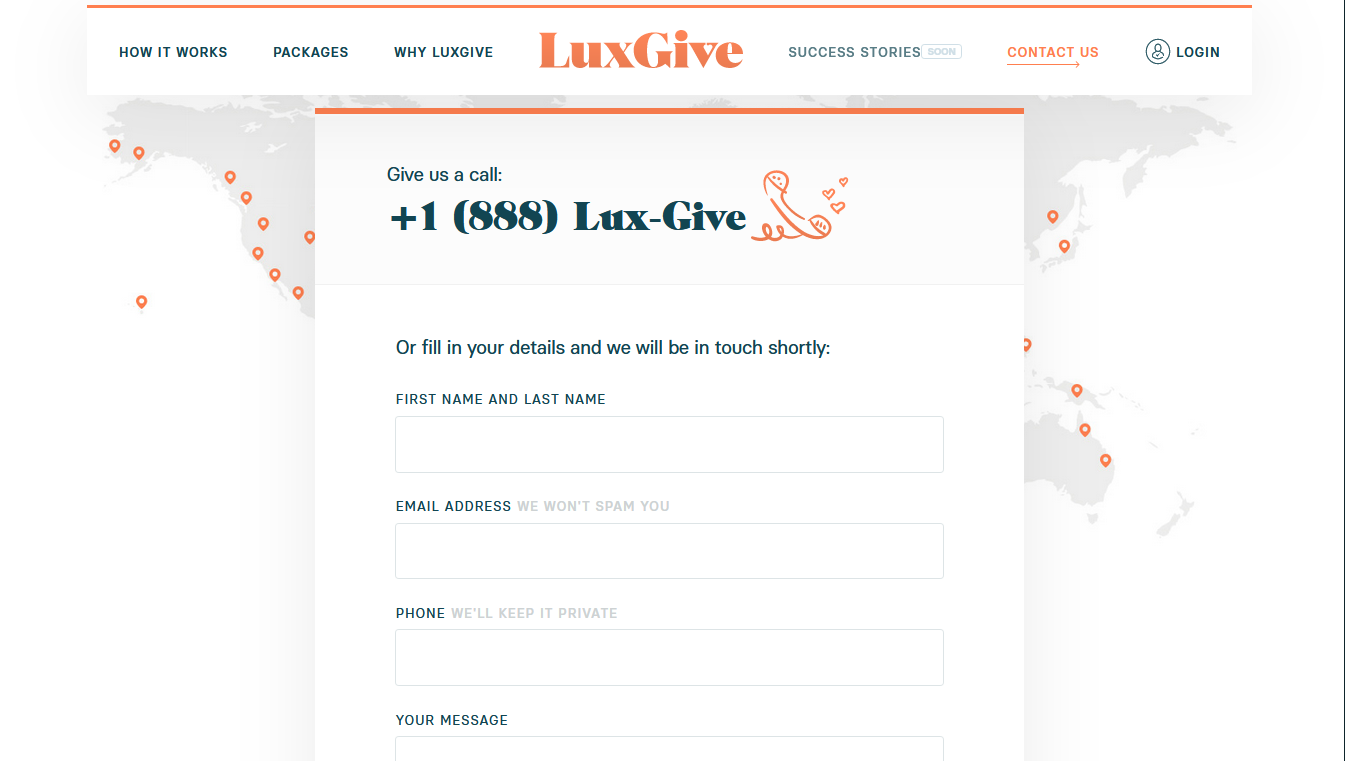 HOW IT WORKS
PACKAGES
WHY LUXGIVE
LuxGive
SUCCESS STORIES SOON
CONTACT US
LOGIN
Give us a call:
+1 (888) Lux-Give
Or fill in your details and we will be in touch shortly:
FIRST NAME AND LAST NAME
EMAIL ADDRESS WE WON'T SPAM YOU
PHONE WE'LL KEEP IT PRIVATE
YOUR MESSAGE